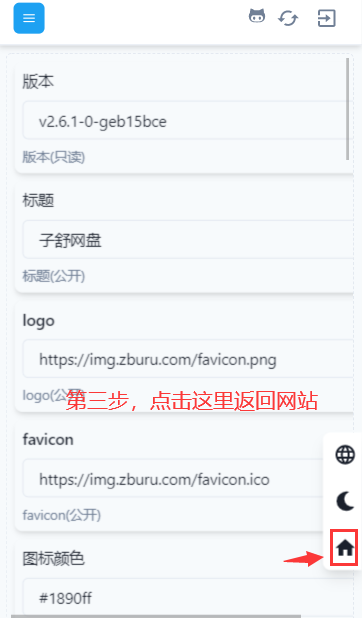 版本
v2.6.1-0-geb15bce
版本(只读)
标题
子舒网盘
标题(公开)
logo
https://img.zburu.com/favicon.png
logo(公开)
第三步，点击这里返回网站
favicon
https://img.zburu.com/favicon.ico
favicon(公开)
图标颜色
#1890ff